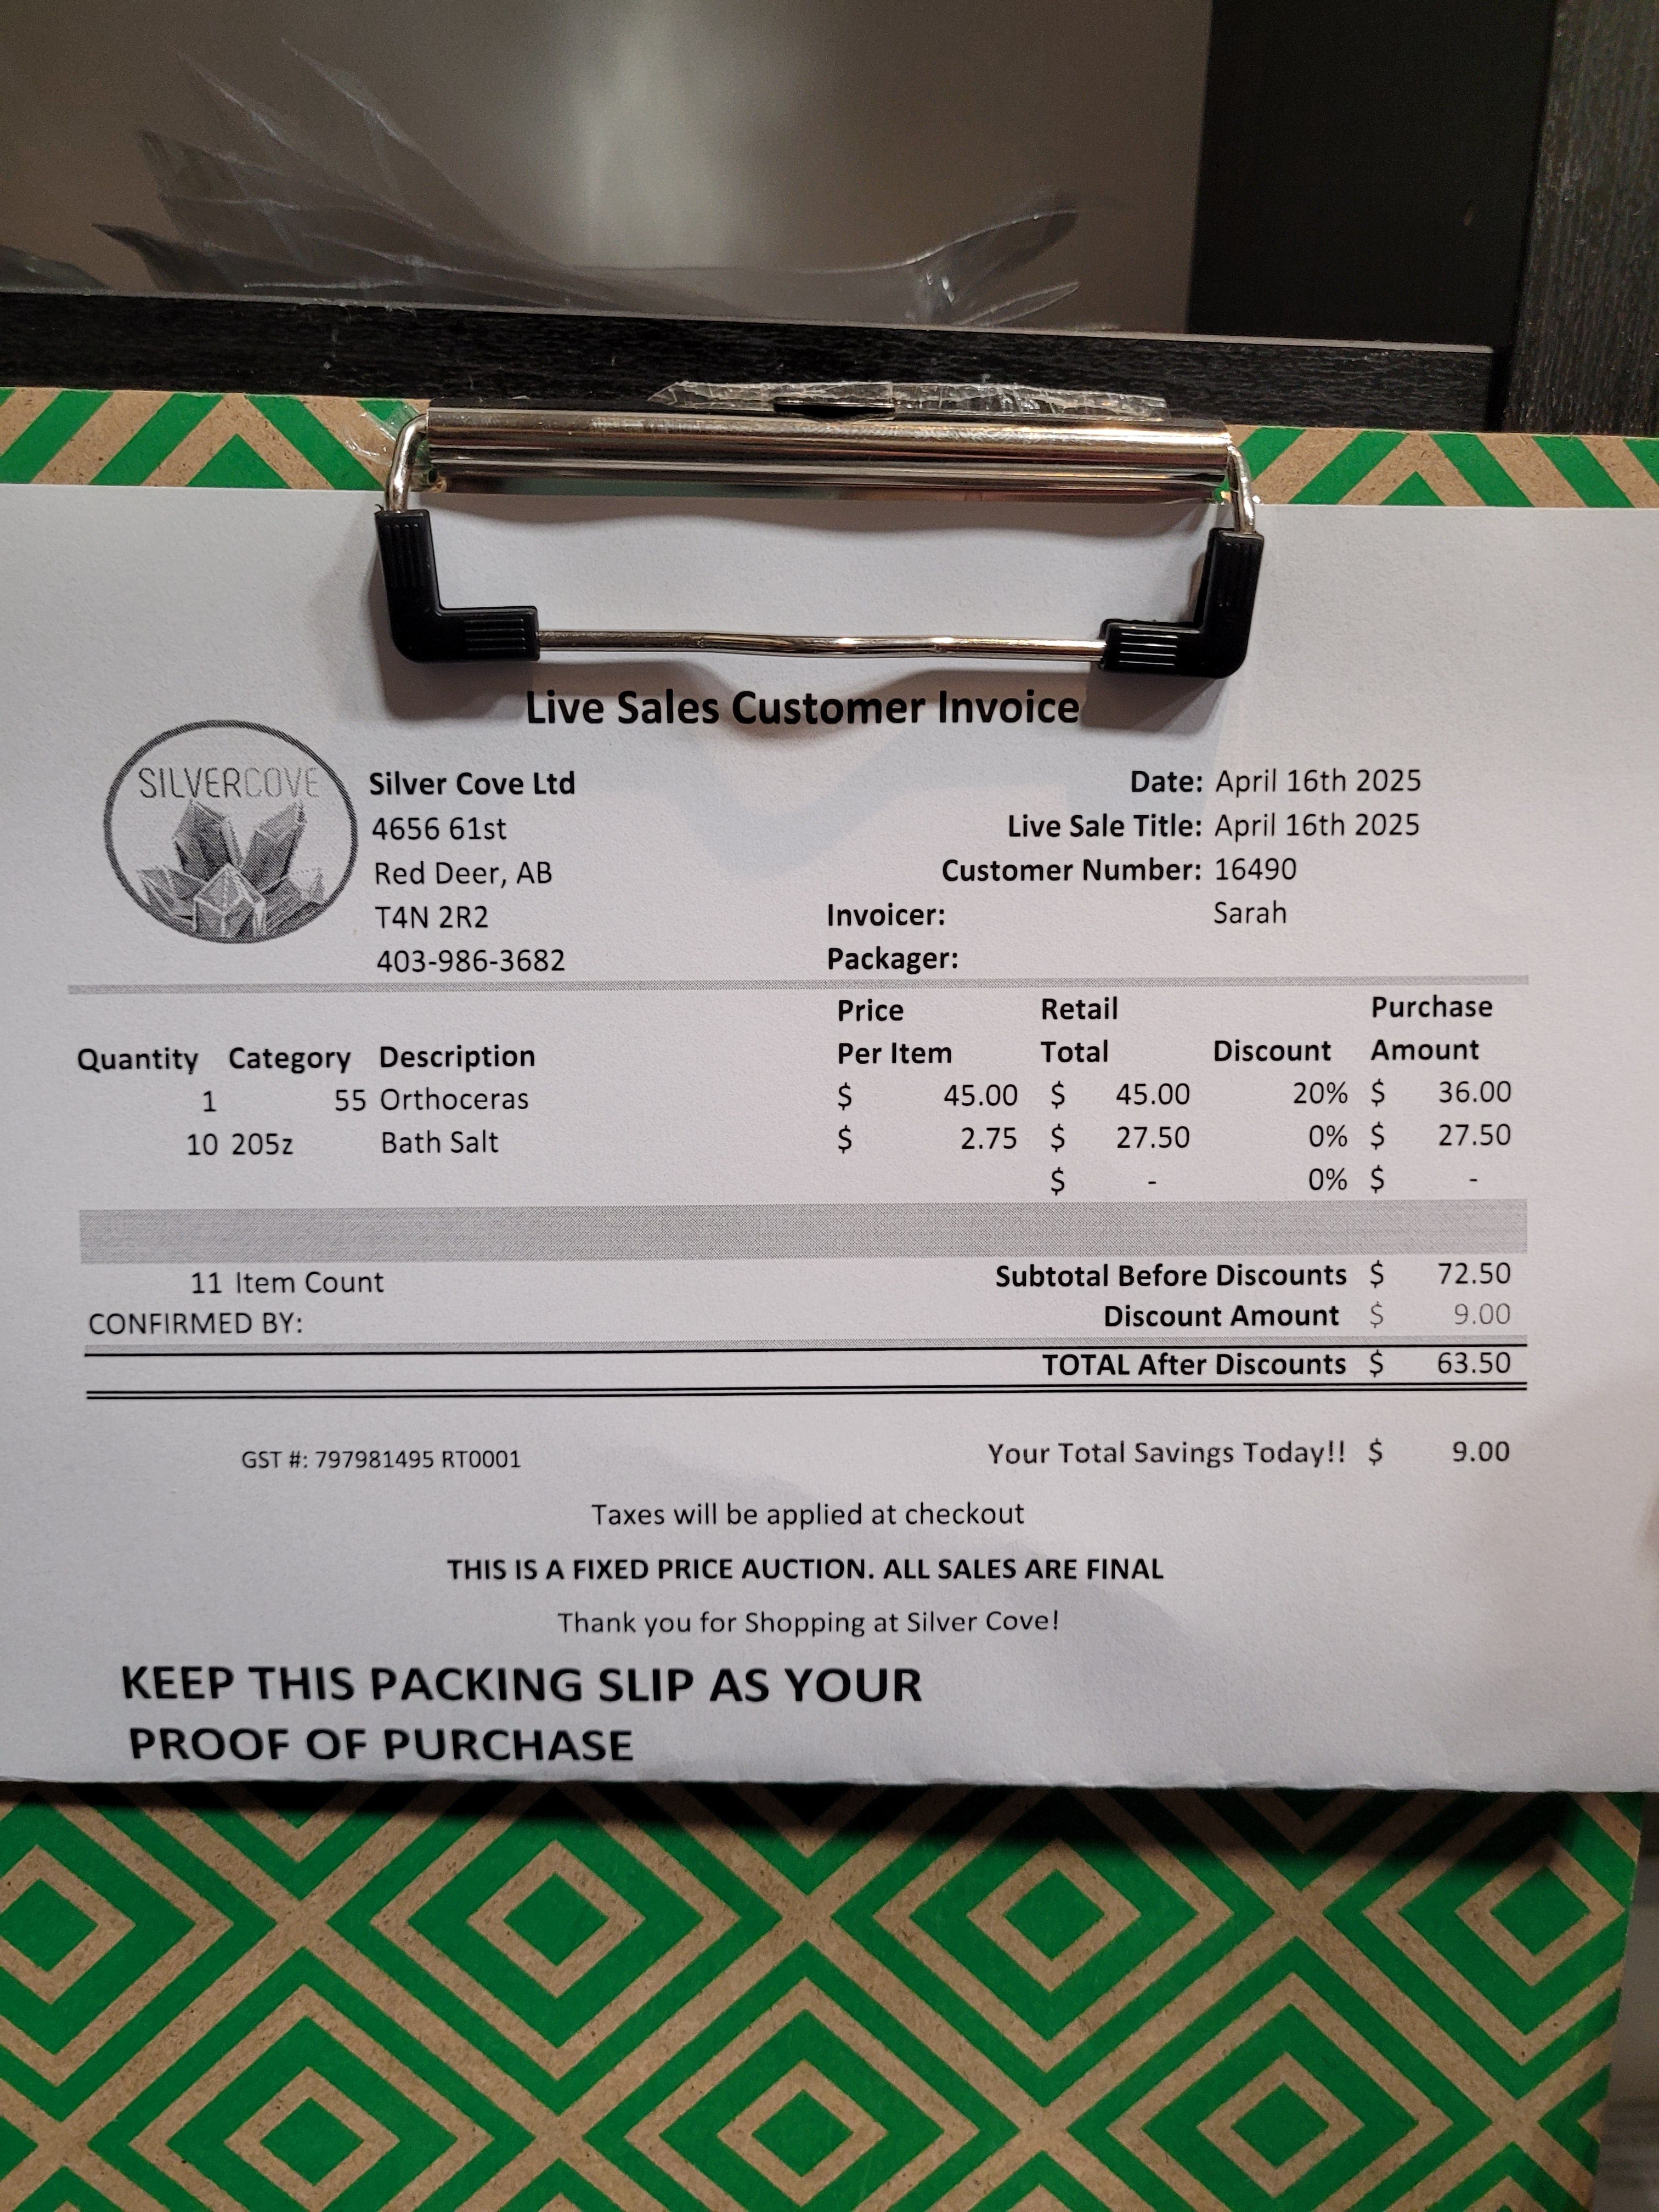 Live Sales Customer Invoice
SILVERCOVE
Silver Cove Ltd
4656 61st
Red Deer, AB
T4N 2R2
403-986-3682
Date: April 16th 2025
Live Sale Title: April 16th 2025
Customer Number: 16490
Invoicer: Sarah
Packager:
Quantity Category Description Price Per Item Retail Total Discount Purchase Amount
1 55 Orthoceras $ 45.00 $ 45.00 20% $ 36.00
10 205z Bath Salt $ 2.75 $ 27.50 0% $ 27.50
$ - 0% $ -
11 Item Count Subtotal Before Discounts $ 72.50
CONFIRMED BY: Discount Amount $ 9.00
TOTAL After Discounts $ 63.50
GST #: 797981495 RT0001 Your Total Savings Today!! $ 9.00
Taxes will be applied at checkout
THIS IS A FIXED PRICE AUCTION. ALL SALES ARE FINAL
Thank you for Shopping at Silver Cove!
KEEP THIS PACKING SLIP AS YOUR
PROOF OF PURCHASE